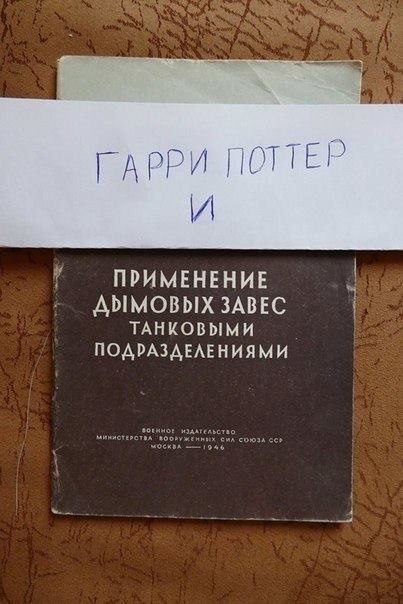 ГАРРИ ПОТТЕР
И
ПРИМЕНЕНИЕ
ДЫМОВЫХ ЗАВЕС
ТАНКОВЫМИ
ПОДРАЗДЕЛЕНИЯМИ
ВОЕННОЕ ИЗДАТЕЛЬСТВО
МИНИСТЕРСТВА ВООРУЖЕННЫХ СИЛ СОЮЗА ССР
МОСКВА — 1946